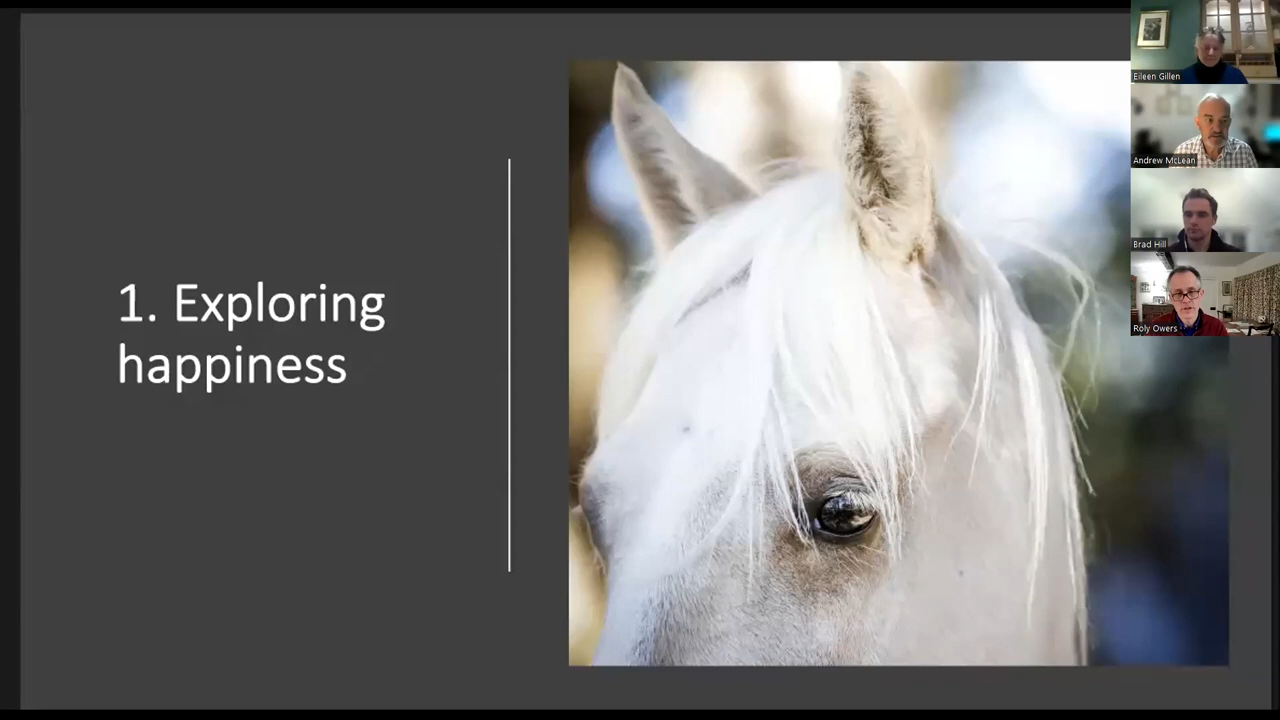 1. Exploring
happiness
Eileen Gillen
Andrew McLean
Brad Hill
Roly Owers